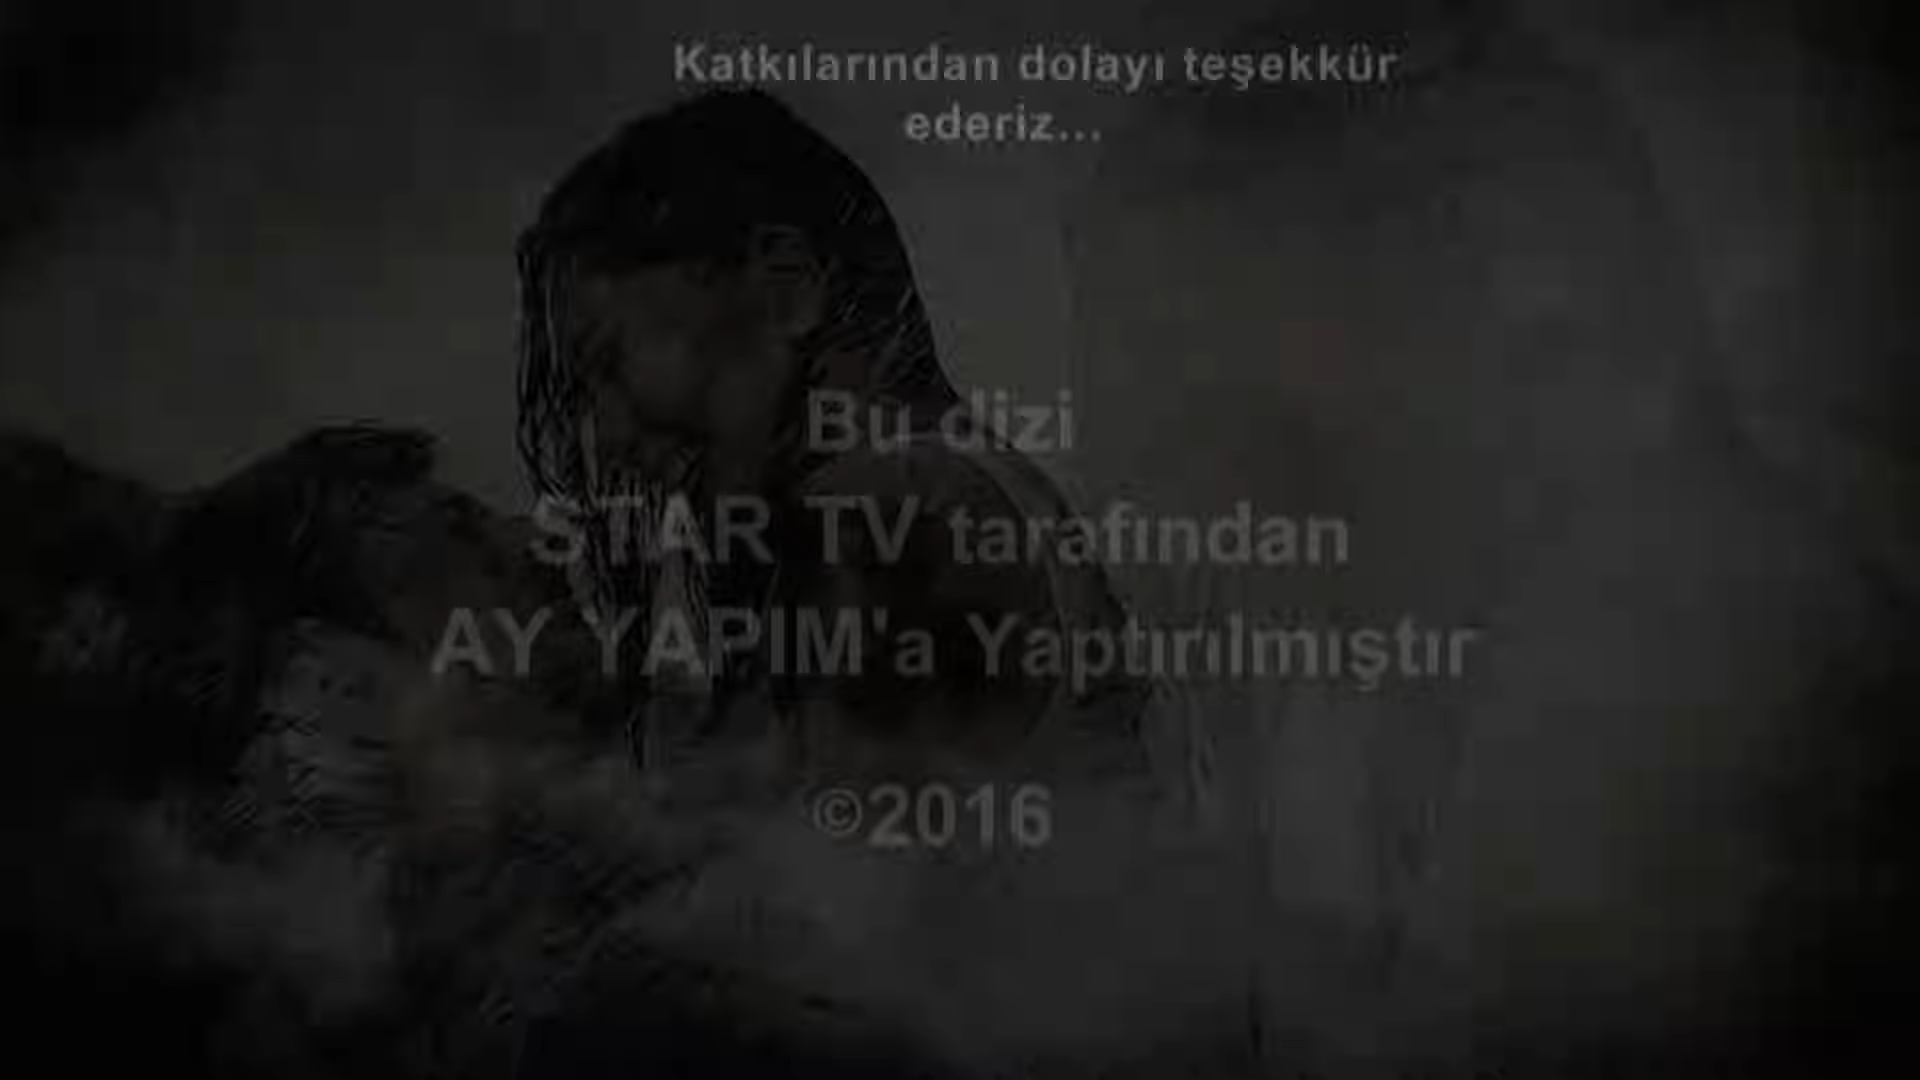 Katkılarından dolayı teşekkür
ederiz...
Bu dizi
STAR TV tarafından
AY YAPIM'a Yaptırılmıştır
©2016